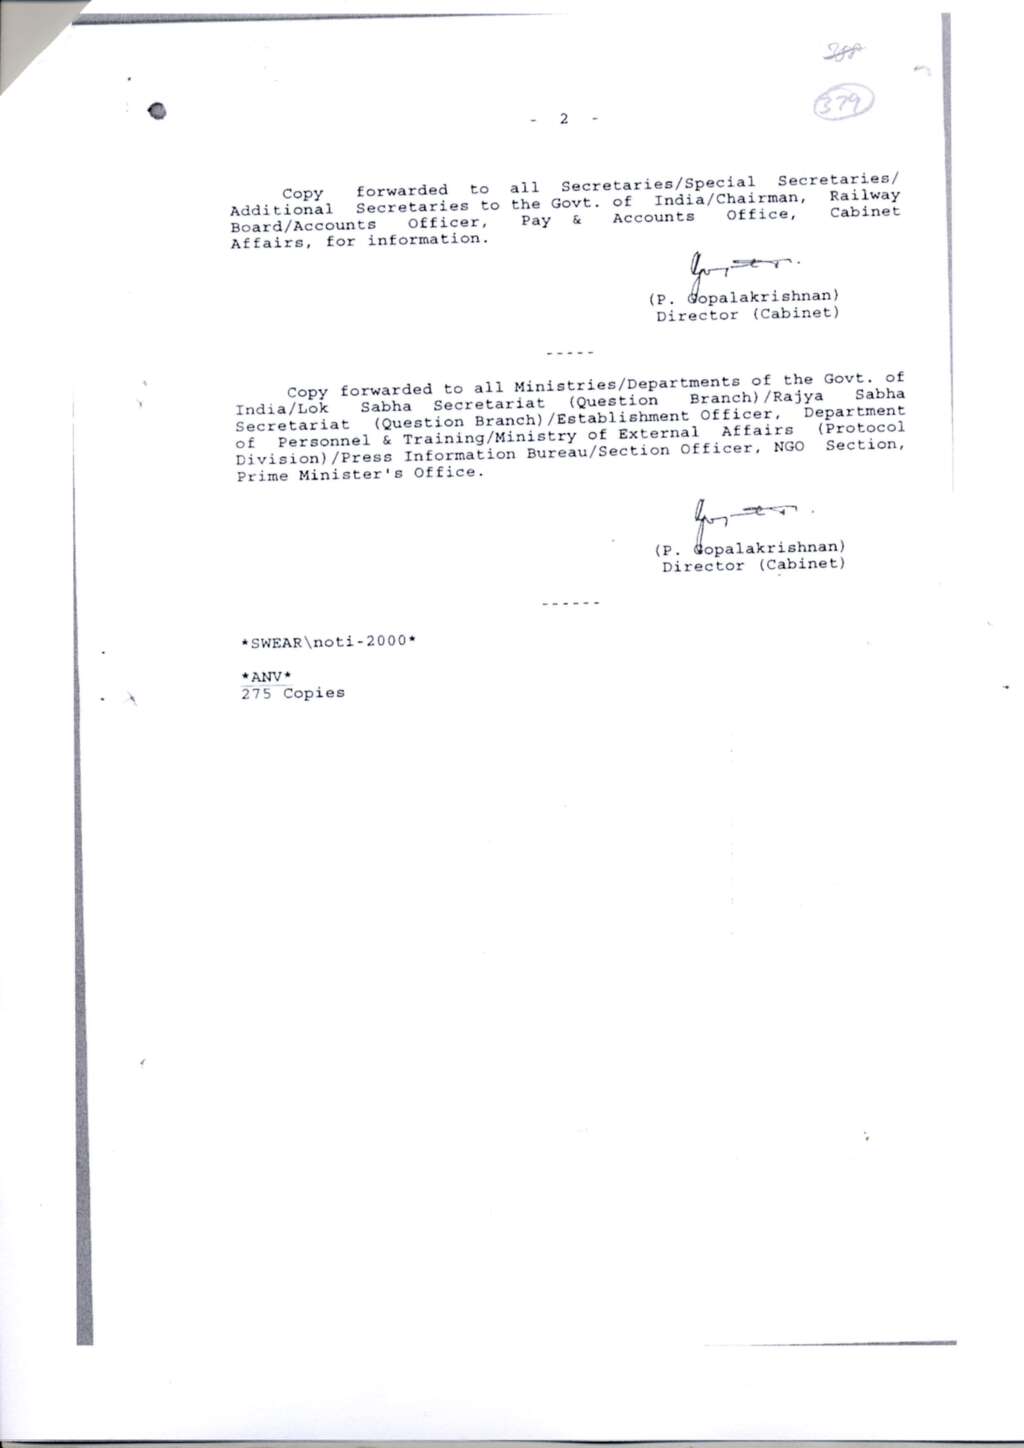 388
379
- 2 -
Copy forwarded to all Secretaries/Special Secretaries/
Additional Secretaries to the Govt. of India/Chairman, Railway
Board/Accounts Officer, Pay & Accounts Office, Cabinet
Affairs, for information.
(P. Gopalakrishnan)
Director (Cabinet)
-----
Copy forwarded to all Ministries/Departments of the Govt. of
India/Lok Sabha Secretariat (Question Branch)/Rajya Sabha
Secretariat (Question Branch)/Establishment Officer, Department
of Personnel & Training/Ministry of External Affairs (Protocol
Division)/Press Information Bureau/Section Officer, NGO Section,
Prime Minister's Office.
(P. Gopalakrishnan)
Director (Cabinet)
------
*SWEAR\noti-2000*
*ANV*
275 Copies